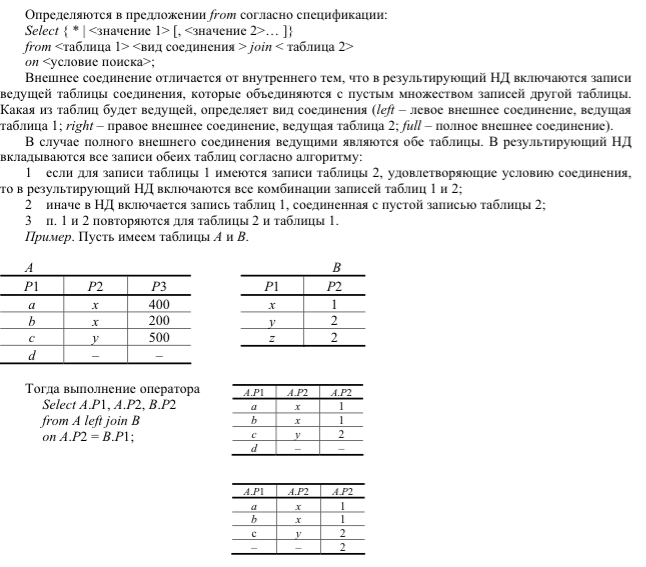 Определяются в предложении from согласно спецификации:
Select { * | <значение 1> [, <значение 2>… ]}
from <таблица 1> <вид соединения > join < таблица 2>
on <условие поиска>;
Внешнее соединение отличается от внутреннего тем, что в результирующий НД включаются записи
ведущей таблицы соединения, которые объединяются с пустым множеством записей другой таблицы.
Какая из таблиц будет ведущей, определяет вид соединения (left – левое внешнее соединение, ведущая
таблица 1; right – правое внешнее соединение, ведущая таблица 2; full – полное внешнее соединение).
В случае полного внешнего соединения ведущими являются обе таблицы. В результирующий НД
вкладываются все записи обеих таблиц согласно алгоритму:
1 если для записи таблицы 1 имеются записи таблицы 2, удовлетворяющие условию соединения,
то в результирующий НД включаются все комбинации записей таблиц 1 и 2;
2 иначе в НД включается запись таблиц 1, соединенная с пустой записью таблицы 2;
3 п. 1 и 2 повторяются для таблицы 2 и таблицы 1.
Пример. Пусть имеем таблицы A и B.
A
P1 P2 P3
a x 400
b x 200
c y 500
d – –
B
P1 P2
x 1
y 2
z 2
Тогда выполнение оператора
Select A.P1, A.P2, B.P2
from A left join B
on A.P2 = B.P1;
A.P1 A.P2 A.P2
a x 1
b x 1
c y 2
d – –
A.P1 A.P2 A.P2
a x 1
b x 1
c y 2
– – 2